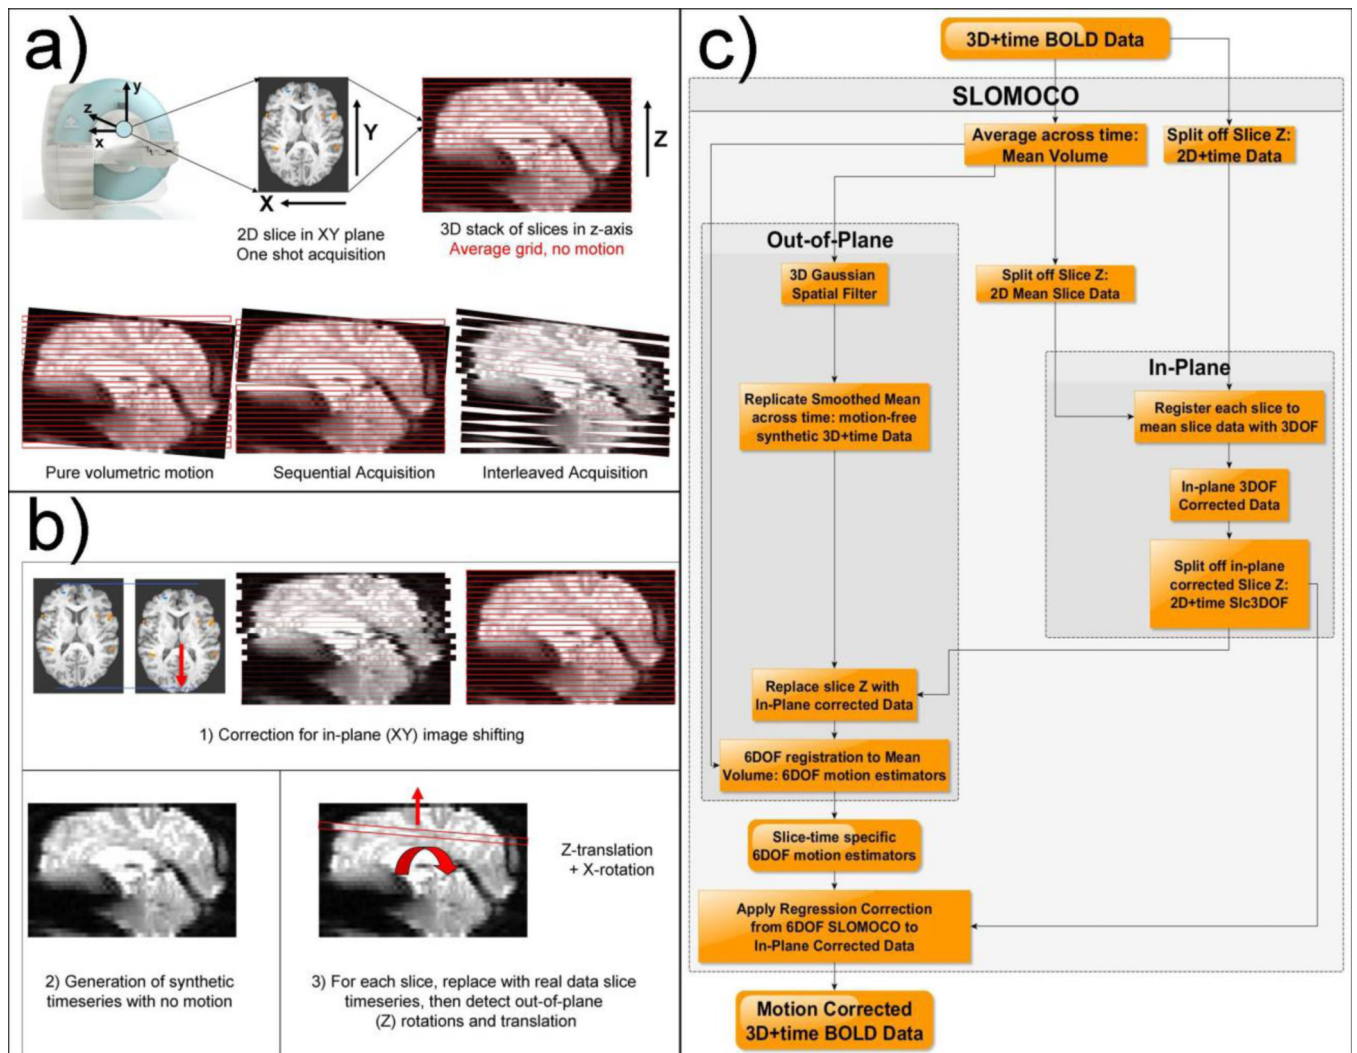 a)
y
z
x
Y
X
Z
2D slice in XY plane
One shot acquisition
3D stack of slices in z-axis
Average grid, no motion
Pure volumetric motion
Sequential Acquisition
Interleaved Acquisition
b)
1) Correction for in-plane (XY) image shifting
2) Generation of synthetic
timeseries with no motion
Z-translation
+ X-rotation
3) For each slice, replace with real data slice
timeseries, then detect out-of-plane
(Z) rotations and translation
c)
3D+time BOLD Data
SLOMOCO
Average across time:
Mean Volume
Split off Slice Z:
2D+time Data
Out-of-Plane
3D Gaussian
Spatial Filter
Split off Slice Z:
2D Mean Slice Data
In-Plane
Replicate Smoothed Mean
across time: motion-free
synthetic 3D+time Data
Register each slice to
mean slice data with 3DOF
In-plane 3DOF
Corrected Data
Split off in-plane
corrected Slice Z:
2D+time Slc3DOF
Replace slice Z with
In-Plane corrected Data
6DOF registration to Mean
Volume: 6DOF motion estimators
Slice-time specific
6DOF motion estimators
Apply Regression Correction
from 6DOF SLOMOCO to
In-Plane Corrected Data
Motion Corrected
3D+time BOLD Data